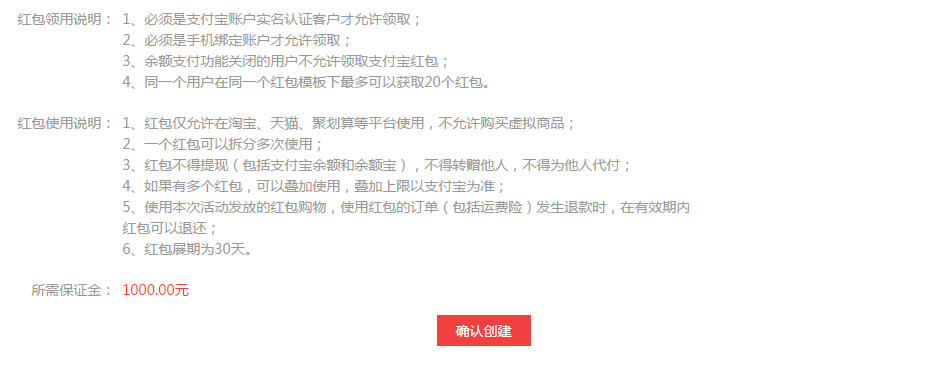 红包领用说明： 1、必须是支付宝账户实名认证客户才允许领取；
2、必须是手机绑定账户才允许领取；
3、余额支付功能关闭的用户不允许领取支付宝红包；
4、同一个用户在同一个红包模板下最多可以获取20个红包。
红包使用说明： 1、红包仅允许在淘宝、天猫、聚划算等平台使用，不允许购买虚拟商品；
2、一个红包可以拆分多次使用；
3、红包不得提现（包括支付宝余额和余额宝），不得转赠他人，不得为他人代付；
4、如果有多个红包，可以叠加使用，叠加上限以支付宝为准；
5、使用本次活动发放的红包购物，使用红包的订单（包括运费险）发生退款时，在有效期内
红包可以退还；
6、红包展期为30天。
所需保证金： 1000.00元
确认创建